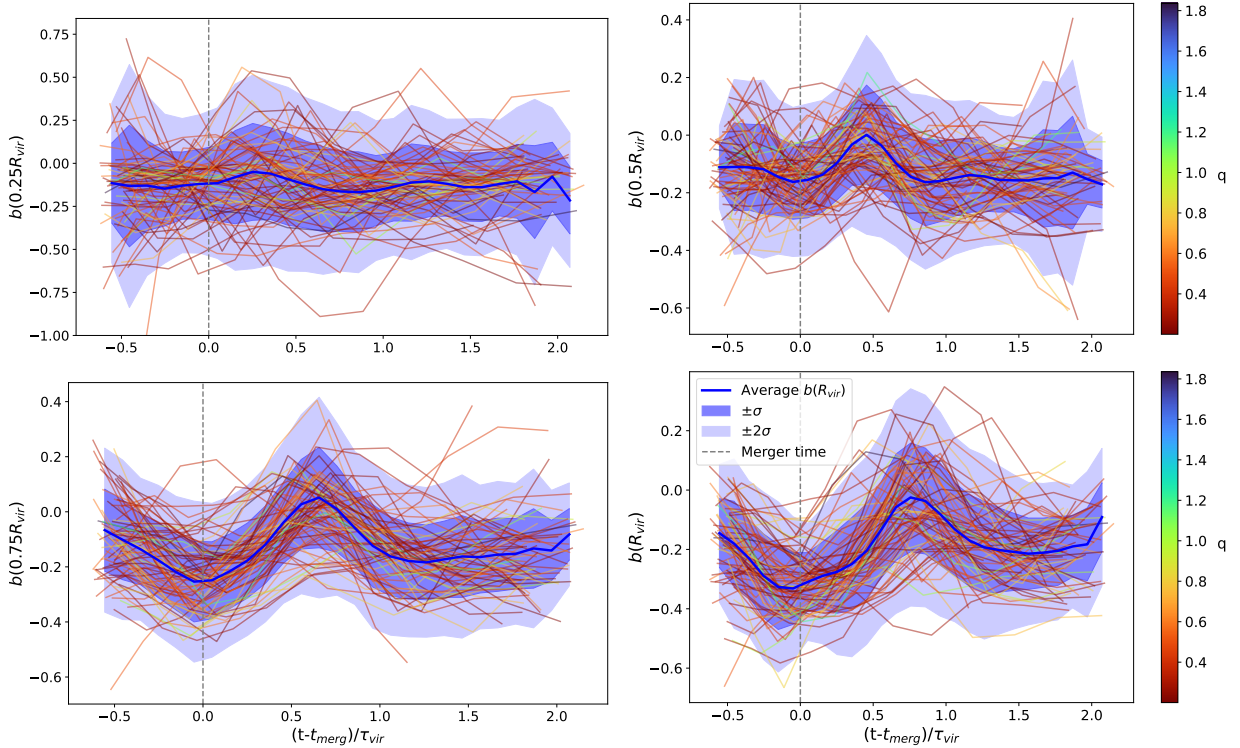 0.75
0.50
0.25
0.00
−0.25
−0.50
−0.75
−1.00
b(0.25R_vir)
−0.5 0.0 0.5 1.0 1.5 2.0
0.4
0.2
0.0
−0.2
−0.4
−0.6
b(0.5R_vir)
−0.5 0.0 0.5 1.0 1.5 2.0
1.8
1.6
1.4
1.2
1.0
0.8
0.6
0.4
q
0.4
0.2
0.0
−0.2
−0.4
−0.6
b(0.75R_vir)
−0.5 0.0 0.5 1.0 1.5 2.0
(t-t_merg)/τ_vir
Average b(R_vir)
±σ
±2σ
Merger time
0.4
0.2
0.0
−0.2
−0.4
−0.6
b(R_vir)
−0.5 0.0 0.5 1.0 1.5 2.0
(t-t_merg)/τ_vir
1.8
1.6
1.4
1.2
1.0
0.8
0.6
0.4
q